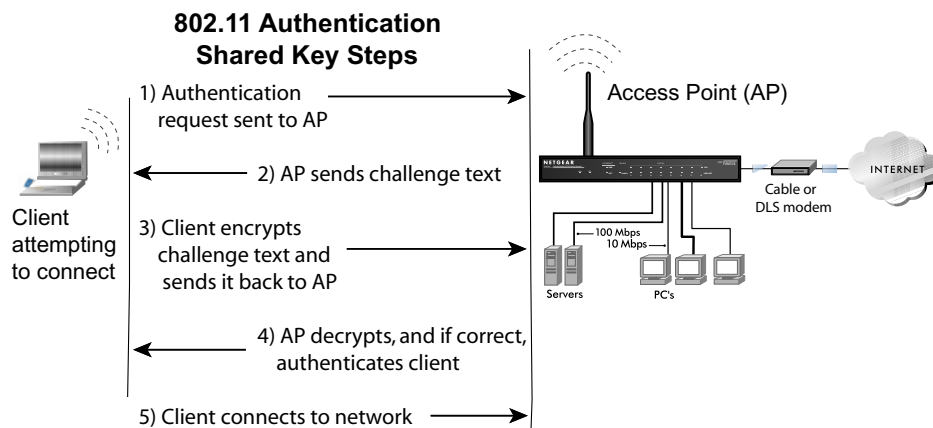 802.11 Authentication
Shared Key Steps
1) Authentication
request sent to AP
Access Point (AP)
2) AP sends challenge text
NETGEAR
INTERNET
Cable or
DLS modem
Client
attempting
to connect
3) Client encrypts
challenge text and
sends it back to AP
100 Mbps
10 Mbps
Servers
PC's
4) AP decrypts, and if correct,
authenticates client
5) Client connects to network